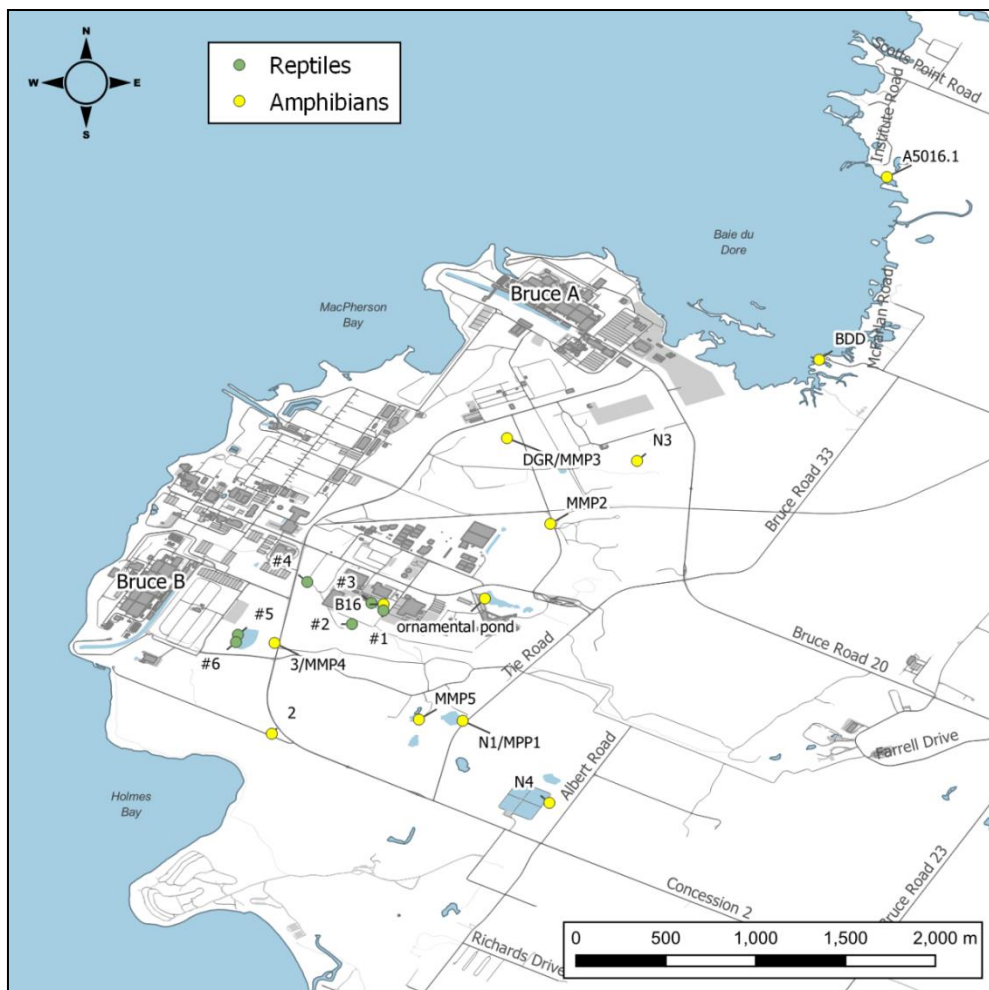 N
W
E
S
Reptiles
Amphibians
Scotts Point Road
Institute Road
A5016.1
Baie du
Dore
MacPherson
Bay
Bruce A
McParlan Road
BDD
N3
DGR/MMP3
MMP2
Bruce Road 33
#4
#3
Bruce B
B16
#5
#2
#1
ornamental pond
#6
3/MMP4
Tie Road
Bruce Road 20
2
MMP5
N1/MPP1
Farrell Drive
Albert Road
N4
Holmes
Bay
Concession 2
Bruce Road 23
Richards Drive
0 500 1,000 1,500 2,000 m